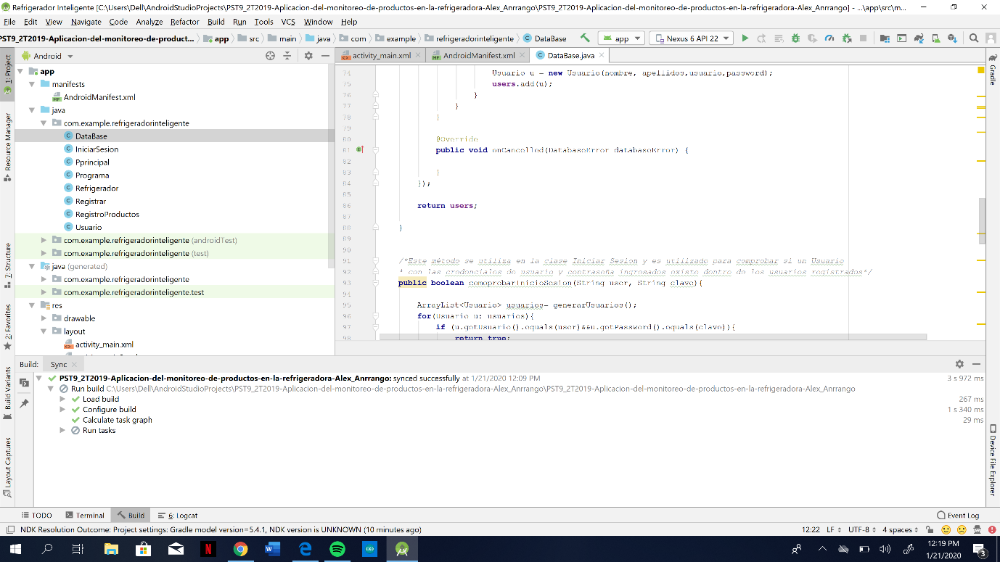 Refrigerador Inteligente [C:\Users\Dell\AndroidStudioProjects\PST9_2T2019-Aplicacion-del-monitoreo-de-productos-en-la-refrigeradora-Alex_Anrrango\PST9_2T2019-Aplicacion-del-monitoreo-de-productos-en-la-refrigeradora-Alex_Anrrango] - ...\app\src\m...
File Edit View Navigate Code Analyze Refactor Build Run Tools VCS Window Help
PST9_2T2019-Aplicacion-del-monitoreo-de-product... app src main java com example refrigeradorinteligente DataBase app Nexus 6 API 22
Android activity_main.xml AndroidManifest.xml DataBase.java
1: Project
Resource Manager
Z: Structure
2: Favorites
Build Variants
Layout Captures
app
manifests
AndroidManifest.xml
java
com.example.refrigeradorinteligente
DataBase
IniciarSesion
Pprincipal
Programa
Refrigerador
Registrar
RegistroProductos
Usuario
com.example.refrigeradorinteligente (androidTest)
com.example.refrigeradorinteligente (test)
java (generated)
com.example.refrigeradorinteligente
com.example.refrigeradorinteligente.test
res
drawable
layout
activity_main.xml
74 Usuario u = new Usuario(nombre, apellidos,usuario,password);
75 users.add(u);
76 }
77 }
78 }
79
80 @Override
81 public void onCancelled(DatabaseError databaseError) {
82
83 }
84 });
85
86 return users;
87
88 }
89
90
91 /*Este método se utiliza en la clase Iniciar Sesion y es utilizado para comprobar si un Usuario
92 * con las credenciales de usuario y contraseña ingresados existe dentro de los usuarios registrados*/
93 public boolean comoprobarInicioSesion(String user, String clave){
94
95 ArrayList<Usuario> usuarios= generarUsuarios();
96 for(Usuario u: usuarios){
97 if (u.getUsuario().equals(user)&&u.getPassword().equals(clave)){
98 return true;
Gradle
Device File Explorer
Build: Sync
PST9_2T2019-Aplicacion-del-monitoreo-de-productos-en-la-refrigeradora-Alex_Anrrango: synced successfully at 1/21/2020 12:09 PM 3 s 972 ms
Run build C:\Users\Dell\AndroidStudioProjects\PST9_2T2019-Aplicacion-del-monitoreo-de-productos-en-la-refrigeradora-Alex_Anrrango\PST9_2T2019-Aplicacion-del-monitoreo-de-productos-en-la-refrigeradora-Alex_Anrrango
Load build 267 ms
Configure build 1 s 340 ms
Calculate task graph 29 ms
Run tasks
TODO Terminal Build 6: Logcat Event Log
NDK Resolution Outcome: Project settings: Gradle model version=5.4.1, NDK version is UNKNOWN (10 minutes ago) 12:22 LF UTF-8 4 spaces
12:19 PM
1/21/2020
3